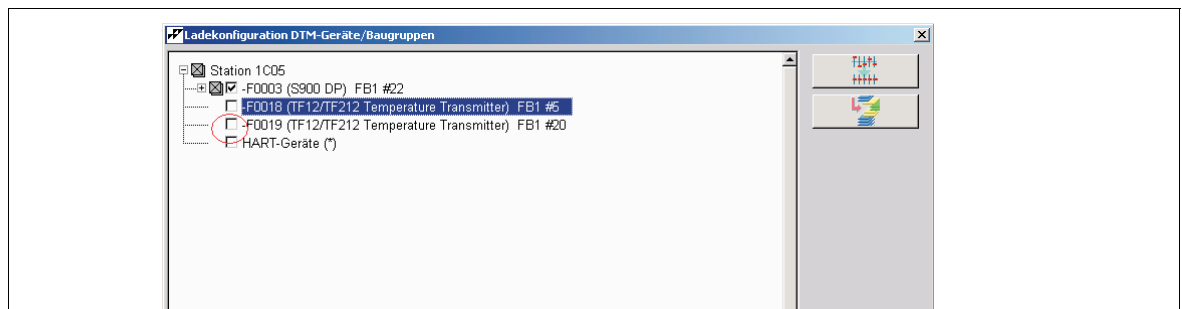 Ladekonfiguration DTM-Geräte/Baugruppen
Station 1C05
-F0003 (S900 DP) FB1 #22
-F0018 (TF12/TF212 Temperature Transmitter) FB1 #5
-F0019 (TF12/TF212 Temperature Transmitter) FB1 #20
HART-Geräte (*)